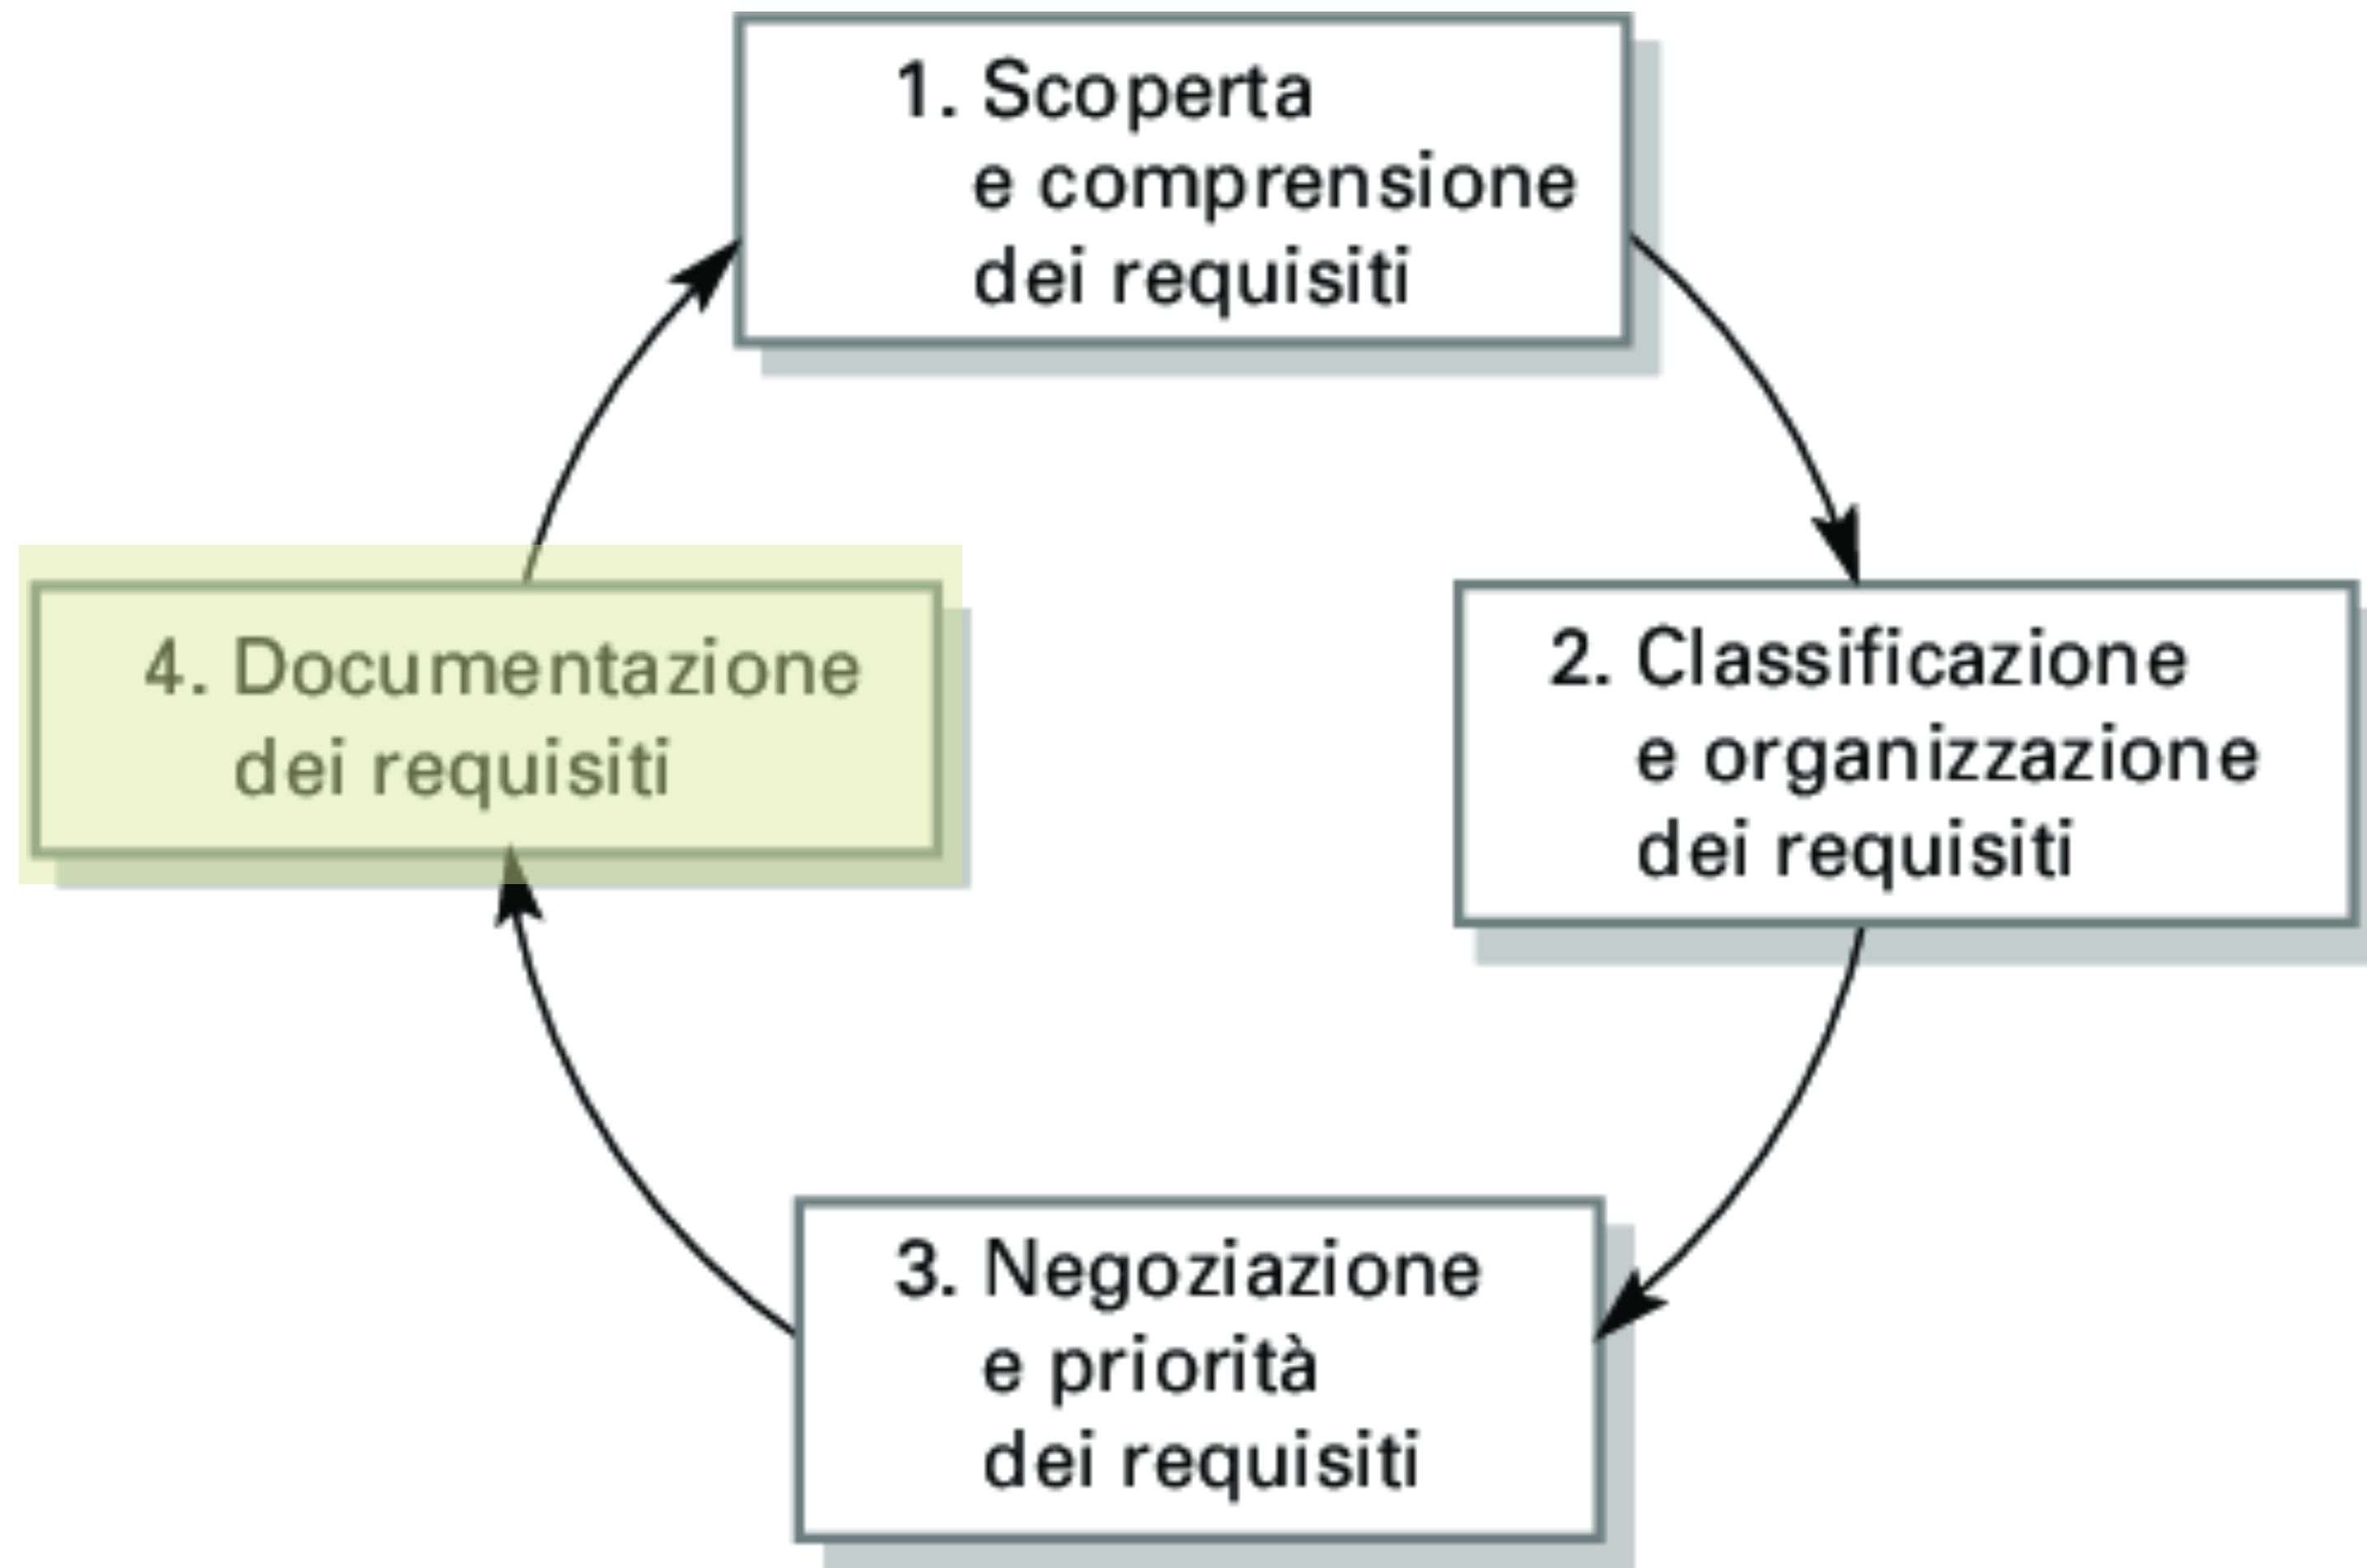 1. Scoperta
e comprensione
dei requisiti
2. Classificazione
e organizzazione
dei requisiti
3. Negoziazione
e priorità
dei requisiti
4. Documentazione
dei requisiti